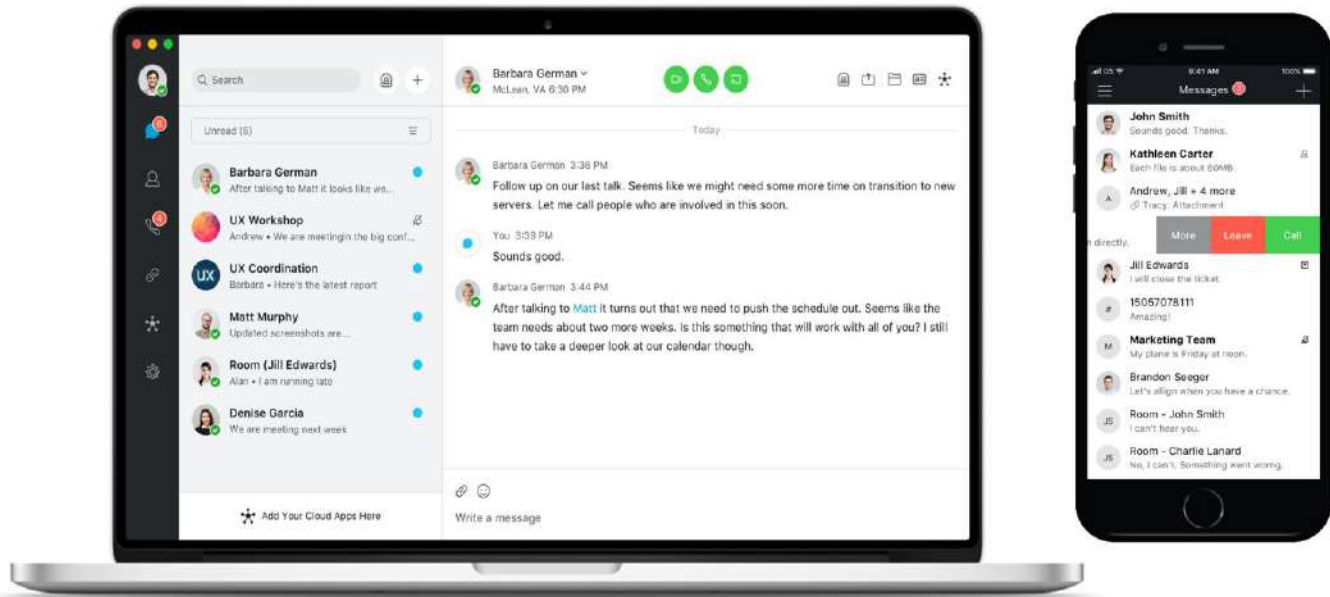 6
4
Search
Unread (6)
Barbara German
After talking to Matt it looks like we...
UX Workshop
Andrew • We are meetingin the big conf...
UX
UX Coordination
Barbara • Here's the latest report
Matt Murphy
Updated screenshots are...
Room (Jill Edwards)
Alan • I am running late
Denise Garcia
We are meeting next week
Add Your Cloud Apps Here
Barbara German
McLean, VA 6:30 PM
Today
Barbara German 3:36 PM
Follow up on our last talk. Seems like we might need some more time on transition to new
servers. Let me call people who are involved in this soon.
You 3:39 PM
Sounds good.
Barbara German 3:44 PM
After talking to Matt it turns out that we need to push the schedule out. Seems like the
team needs about two more weeks. Is this something that will work with all of you? I still
have to take a deeper look at our calendar though.
Write a message
9:41 AM 100%
Messages
John Smith
Sounds good. Thanks.
Kathleen Carter
Each file is about 60MB.
A
Andrew, Jill + 4 more
Tracy: Attachment
n directly.
More Leave Call
Jill Edwards
I will close the ticket.
#
15057078111
Amazing!
M
Marketing Team
My plane is Friday at noon.
Brandon Seeger
Let's allign when you have a chance.
JS
Room - John Smith
I can't hear you.
JS
Room - Charlie Lanard
No, I can't. Something went worng.